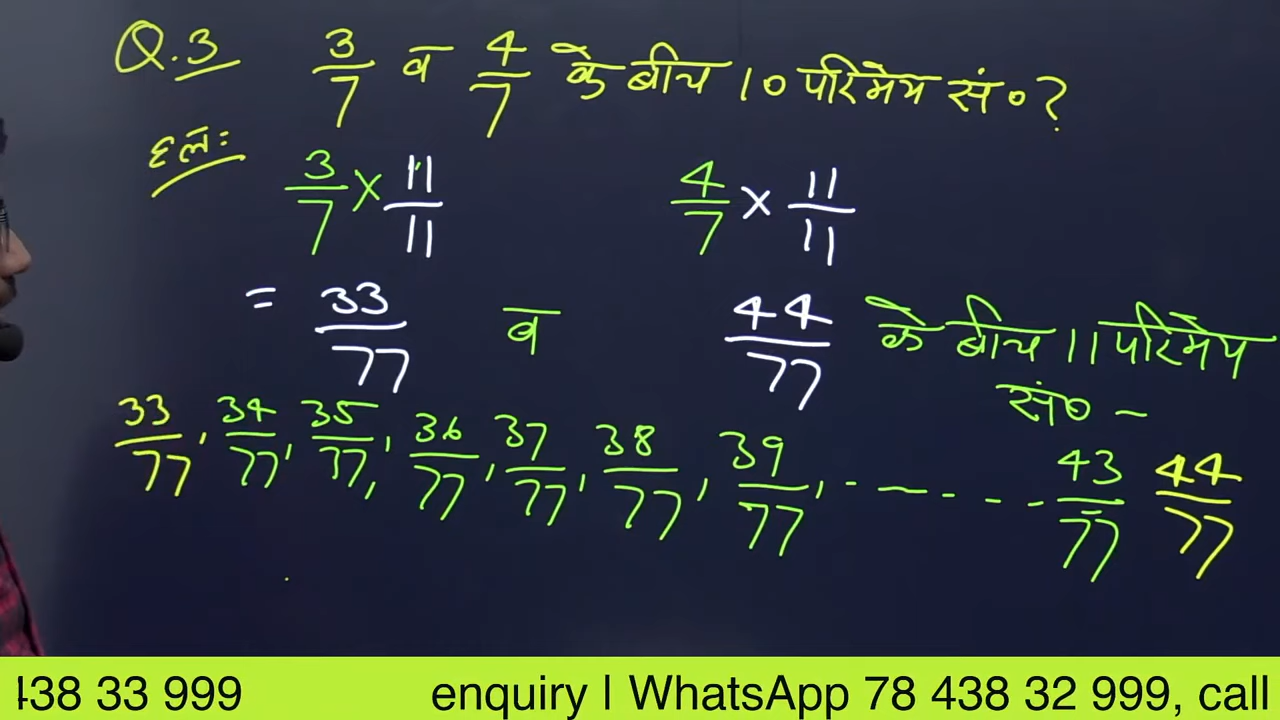 Q.3 3/7 व 4/7 के बीच 10 परिमेय सं० ?
हल:
3/7 × 11/11 4/7 × 11/11
= 33/77 व 44/77 के बीच 11 परिमेय
सं० –
33/77, 34/77, 35/77, 36/77, 37/77, 38/77, 39/77, - — - - - 43/77 44/77
438 33 999 enquiry | WhatsApp 78 438 32 999, call